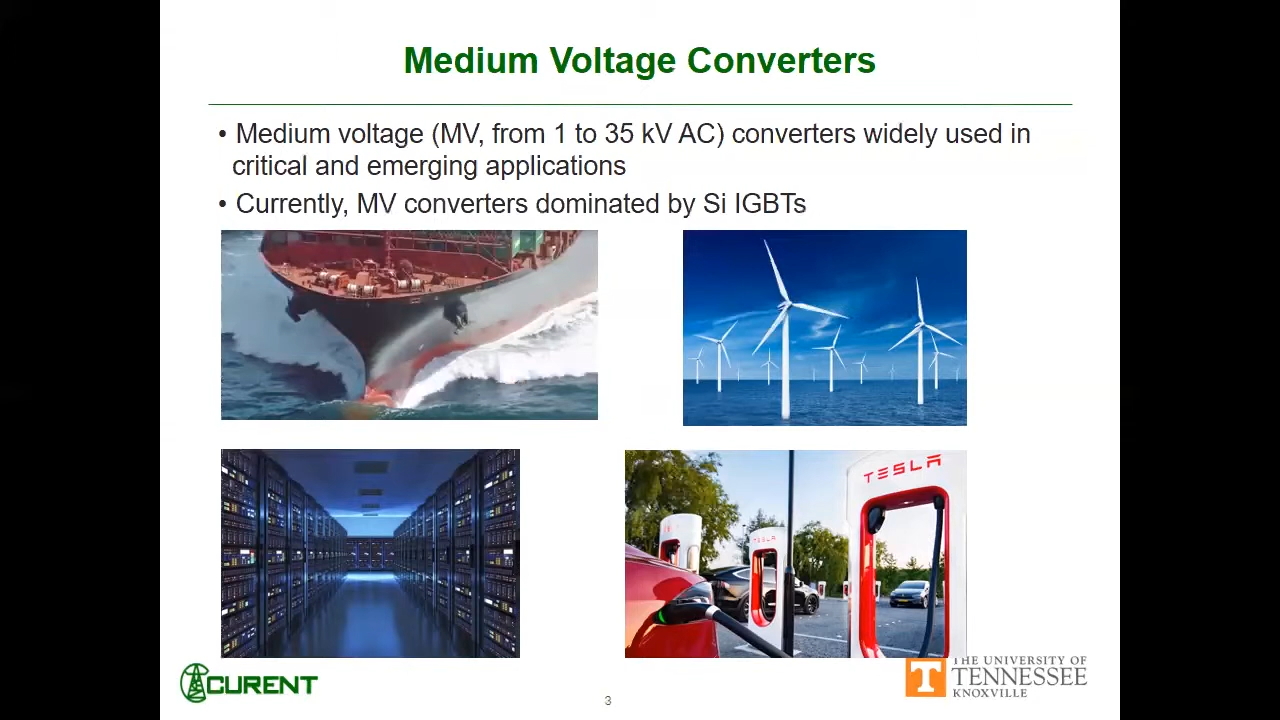 Medium Voltage Converters
• Medium voltage (MV, from 1 to 35 kV AC) converters widely used in
critical and emerging applications
• Currently, MV converters dominated by Si IGBTs
TESLA
TESLA
CURENT
3
T
THE UNIVERSITY OF
TENNESSEE
KNOXVILLE